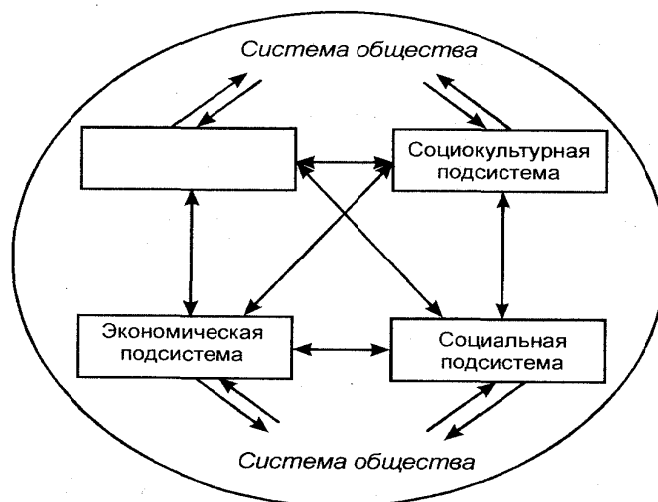 Система общества
Социокультурная
подсистема
Экономическая
подсистема
Социальная
подсистема
Система общества